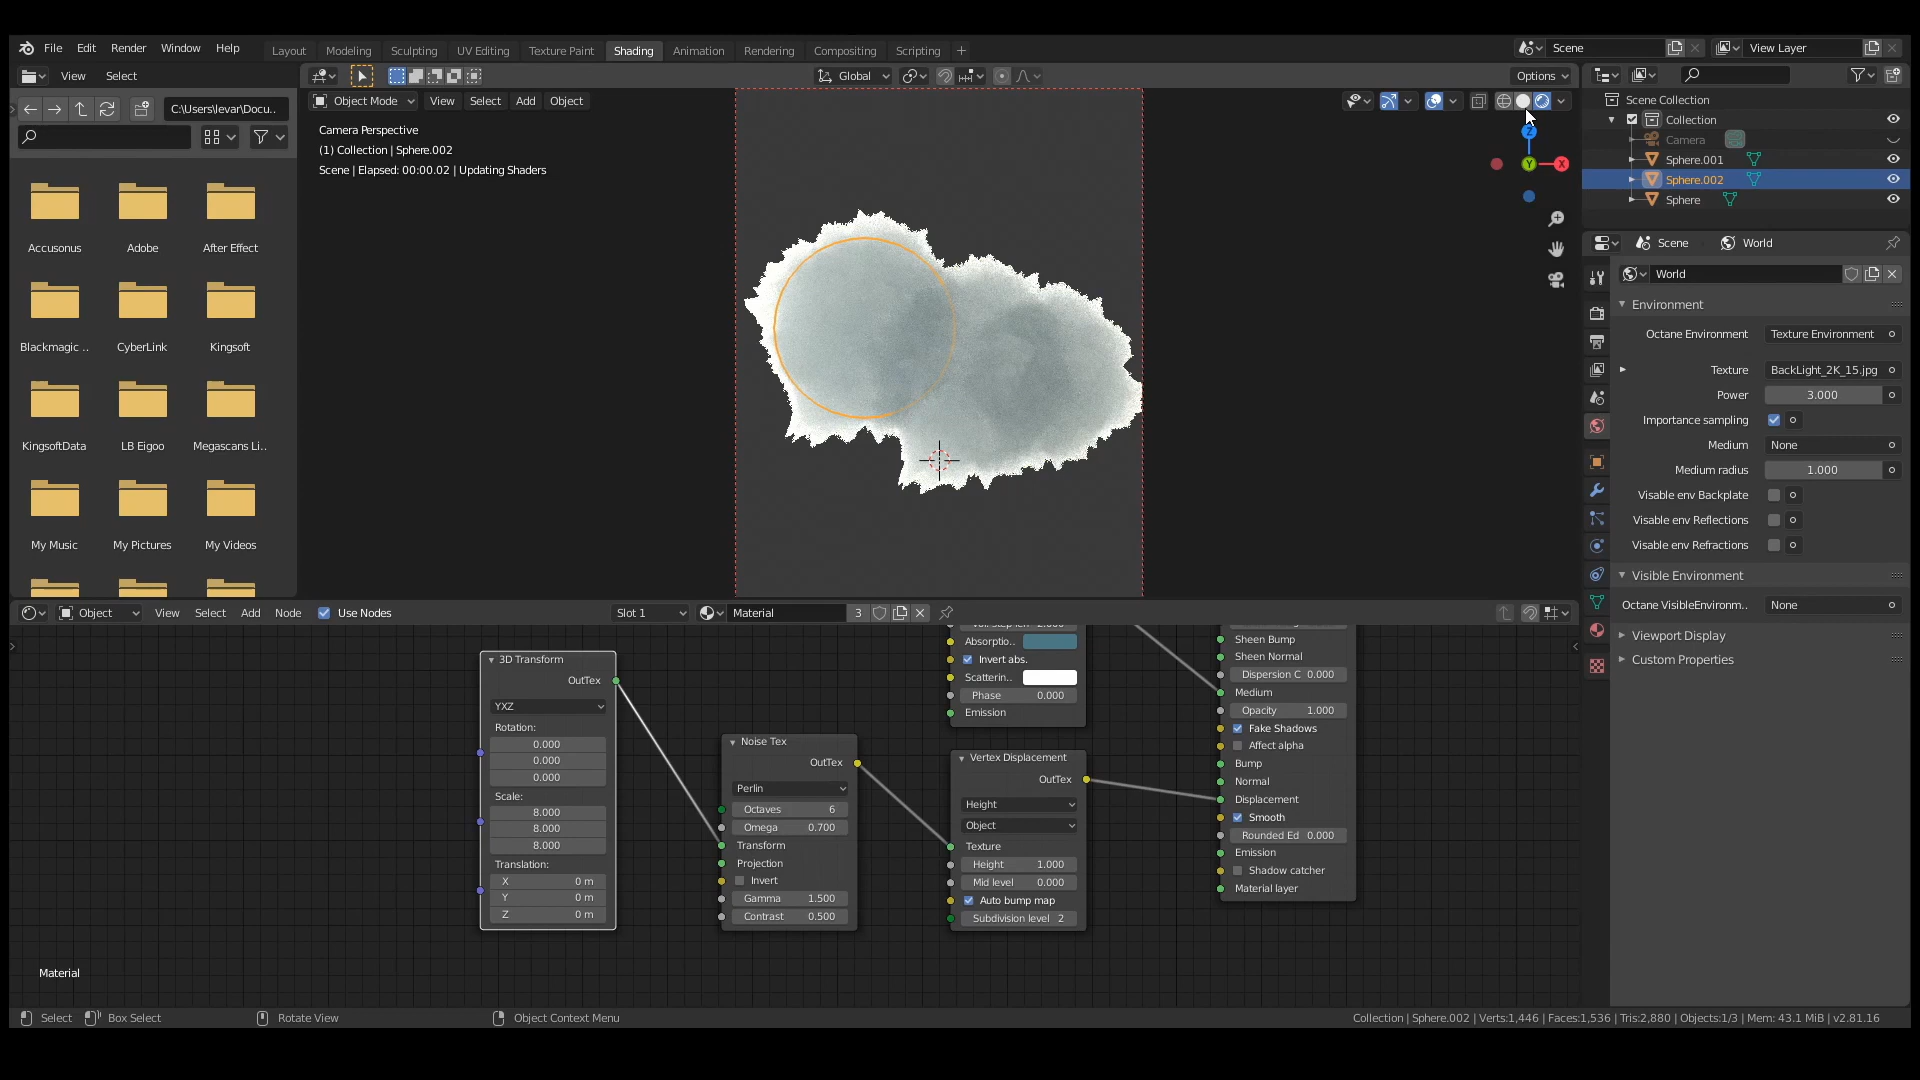 File Edit Render Window Help
Layout Modeling Sculpting UV Editing Texture Paint Shading Animation Rendering Compositing Scripting +
Scene
View Layer
View Select
C:\Users\levar\Docu..
Global
Options
Object Mode View Select Add Object
Camera Perspective
(1) Collection | Sphere.002
Scene | Elapsed: 00:00.02 | Updating Shaders
Z
Y
X
Accusonus
Adobe
After Effect
Blackmagic ..
CyberLink
Kingsoft
KingsoftData
LB Eigoo
Megascans Li..
My Music
My Pictures
My Videos
Scene Collection
Collection
Camera
Sphere.001
Sphere.002
Sphere
Scene
World
World
Environment
Octane Environment Texture Environment
Texture BackLight_2K_15.jpg
Power 3.000
Importance sampling
Medium None
Medium radius 1.000
Visable env Backplate
Visable env Reflections
Visable env Refractions
Visible Environment
Octane VisibleEnvironm.. None
Viewport Display
Custom Properties
Object View Select Add Node Use Nodes
Slot 1
Material 3
3D Transform
OutTex
YXZ
Rotation:
0.000
0.000
0.000
Scale:
8.000
8.000
8.000
Translation:
X 0 m
Y 0 m
Z 0 m
Noise Tex
OutTex
Perlin
Octaves 6
Omega 0.700
Transform
Projection
Invert
Gamma 1.500
Contrast 0.500
Absorptio..
Invert abs.
Scatterin..
Phase 0.000
Emission
Vertex Displacement
OutTex
Height
Object
Texture
Height 1.000
Mid level 0.000
Auto bump map
Subdivision level 2
Sheen Bump
Sheen Normal
Dispersion C 0.000
Medium
Opacity 1.000
Fake Shadows
Affect alpha
Bump
Normal
Displacement
Smooth
Rounded Ed 0.000
Emission
Shadow catcher
Material layer
Material
Select
Box Select
Rotate View
Object Context Menu
Collection | Sphere.002 | Verts:1,446 | Faces:1,536 | Tris:2,880 | Objects:1/3 | Mem: 43.1 MiB | v2.81.16